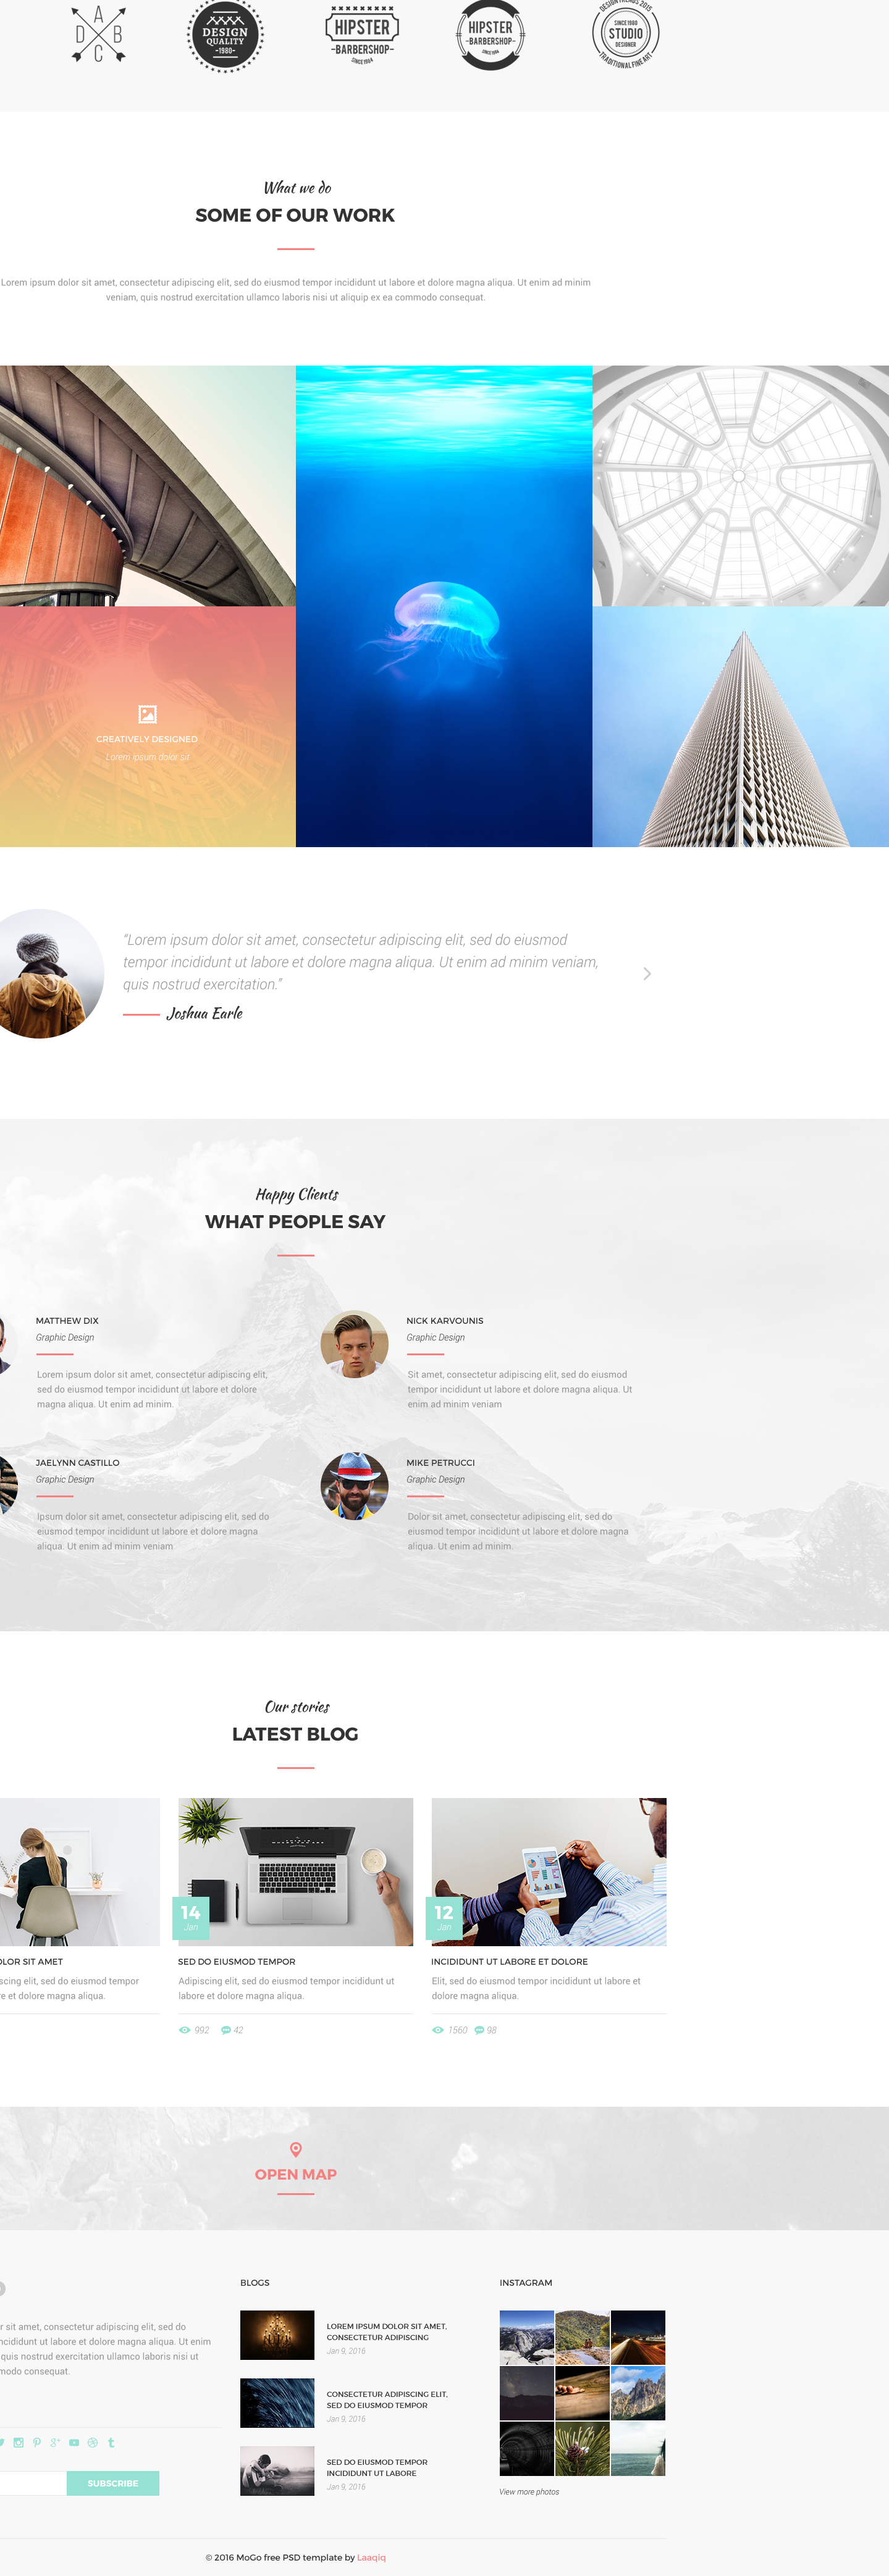 A
D B
C
DESIGN
QUALITY
-1980-
HIPSTER
-BARBERSHOP-
SINCE 1984
HIPSTER
-BARBERSHOP-
SINCE 1984
DESIGN TRENDS 2015
SINCE 1980
STUDIO
DESIGNER
TRADITIONAL FINE ART
What we do
SOME OF OUR WORK
Lorem ipsum dolor sit amet, consectetur adipiscing elit, sed do eiusmod tempor incididunt ut labore et dolore magna aliqua. Ut enim ad minim
veniam, quis nostrud exercitation ullamco laboris nisi ut aliquip ex ea commodo consequat.
CREATIVELY DESIGNED
Lorem ipsum dolor sit
“Lorem ipsum dolor sit amet, consectetur adipiscing elit, sed do eiusmod
tempor incididunt ut labore et dolore magna aliqua. Ut enim ad minim veniam,
quis nostrud exercitation.”
Joshua Earle
Happy Clients
WHAT PEOPLE SAY
MATTHEW DIX
Graphic Design
Lorem ipsum dolor sit amet, consectetur adipiscing elit,
sed do eiusmod tempor incididunt ut labore et dolore
magna aliqua. Ut enim ad minim.
NICK KARVOUNIS
Graphic Design
Sit amet, consectetur adipiscing elit, sed do eiusmod
tempor incididunt ut labore et dolore magna aliqua. Ut
enim ad minim veniam
JAELYNN CASTILLO
Graphic Design
Ipsum dolor sit amet, consectetur adipiscing elit, sed do
eiusmod tempor incididunt ut labore et dolore magna
aliqua. Ut enim ad minim veniam
MIKE PETRUCCI
Graphic Design
Dolor sit amet, consectetur adipiscing elit, sed do
eiusmod tempor incididunt ut labore et dolore magna
aliqua. Ut enim ad minim.
Our stories
LATEST BLOG
OLOR SIT AMET
scing elit, sed do eiusmod tempor
e et dolore magna aliqua.
14
Jan
SED DO EIUSMOD TEMPOR
Adipiscing elit, sed do eiusmod tempor incididunt ut
labore et dolore magna aliqua.
992 42
12
Jan
INCIDIDUNT UT LABORE ET DOLORE
Elit, sed do eiusmod tempor incididunt ut labore et
dolore magna aliqua.
1560 98
OPEN MAP
r sit amet, consectetur adipiscing elit, sed do
ncididunt ut labore et dolore magna aliqua. Ut enim
quis nostrud exercitation ullamco laboris nisi ut
modo consequat.
SUBSCRIBE
BLOGS
LOREM IPSUM DOLOR SIT AMET,
CONSECTETUR ADIPISCING
Jan 9, 2016
CONSECTETUR ADIPISCING ELIT,
SED DO EIUSMOD TEMPOR
Jan 9, 2016
SED DO EIUSMOD TEMPOR
INCIDIDUNT UT LABORE
Jan 9, 2016
INSTAGRAM
View more photos
© 2016 MoGo free PSD template by Laaqiq